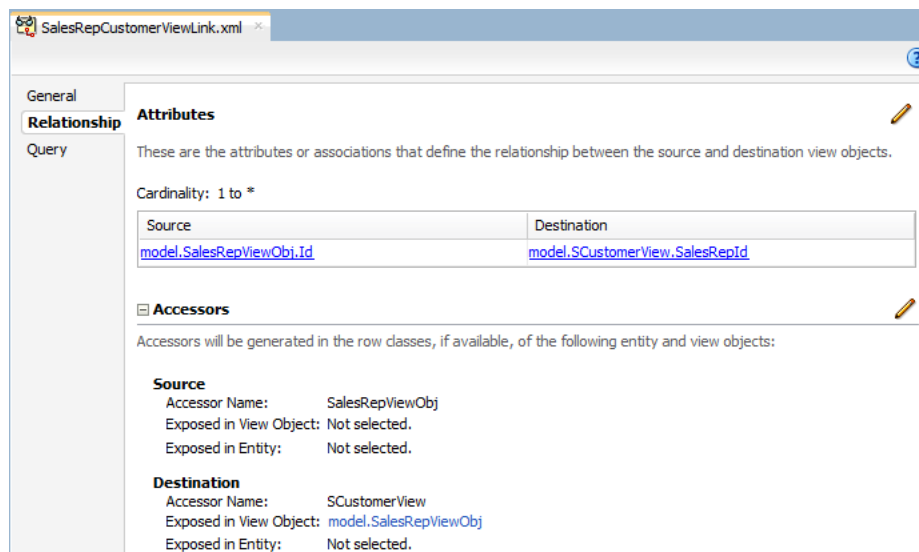 SalesRepCustomerViewLink.xml ×
?
General
Relationship
Query
Attributes
These are the attributes or associations that define the relationship between the source and destination view objects.
Cardinality: 1 to *
Source Destination
model.SalesRepViewObj.Id model.SCustomerView.SalesRepId
Accessors
Accessors will be generated in the row classes, if available, of the following entity and view objects:
Source
Accessor Name: SalesRepViewObj
Exposed in View Object: Not selected.
Exposed in Entity: Not selected.
Destination
Accessor Name: SCustomerView
Exposed in View Object: model.SalesRepViewObj
Exposed in Entity: Not selected.